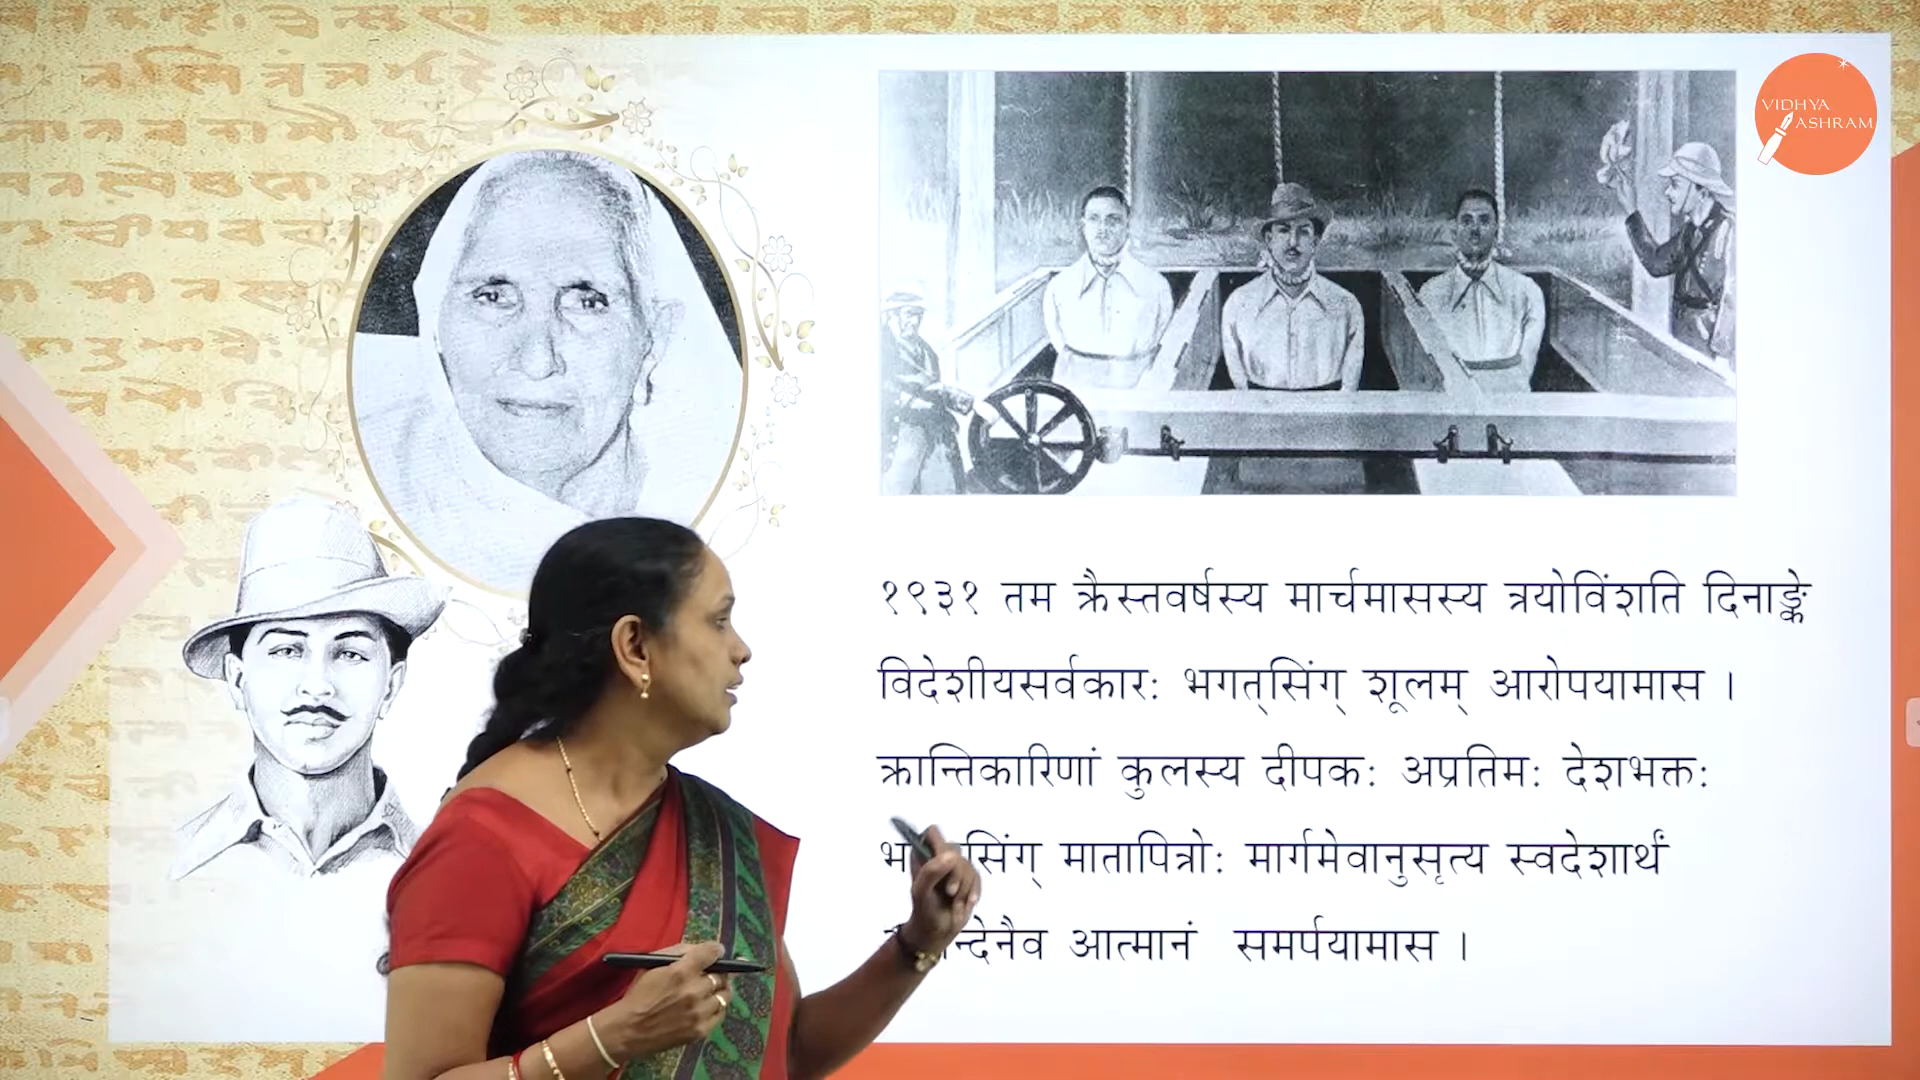 VIDHYA
ASHRAM
१९३१ तम क्रैस्तवर्षस्य मार्चमासस्य त्रयोविंशति दिनाङ्के
विदेशीयसर्वकारः भगत्‌सिंग् शूलम् आरोपयामास ।
क्रान्तिकारिणां कुलस्य दीपकः अप्रतिमः देशभक्तः
मातापित्रोः मार्गमेवानुसृत्य स्वदेशार्थं
आत्मानं समर्पयामास ।